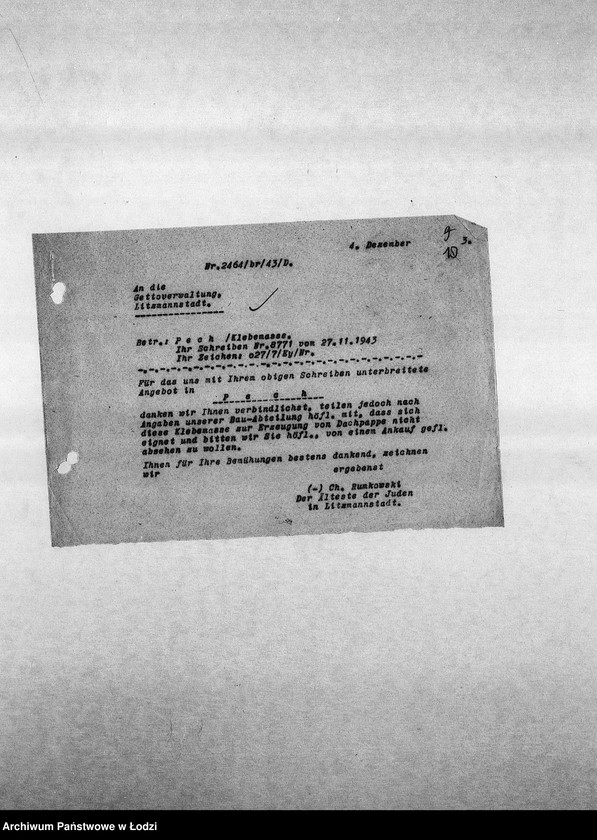 4. Dezember 3.
9
10
Nr.2464/br/43/D.
An die
Gettoverwaltung,
Litzmannstadt.
Betr.: P e c h /Klebemasse.
Ihr Schreiben Nr.8771 vom 27.11.1943
Ihr Zeichen: 027/7/Ey/Nr.
Für das uns mit Ihrem obigen Schreiben unterbreitete
Angebot in
P e c h
danken wir Ihnen verbindlichst, teilen jedoch nach
Angaben unserer Bau-Abteilung höfl. mit, dass sich
diese Klebemasse zur Erzeugung von Dachpappe nicht
eignet und bitten wir Sie höfl., von einem Ankauf gefl.
absehen zu wollen.
Ihnen für Ihre Bemühungen bestens dankend, zeichnen
wir
ergebenst
(-) Ch. Rumkowski
Der Älteste der Juden
in Litzmannstadt.
Archiwum Państwowe w Łodzi